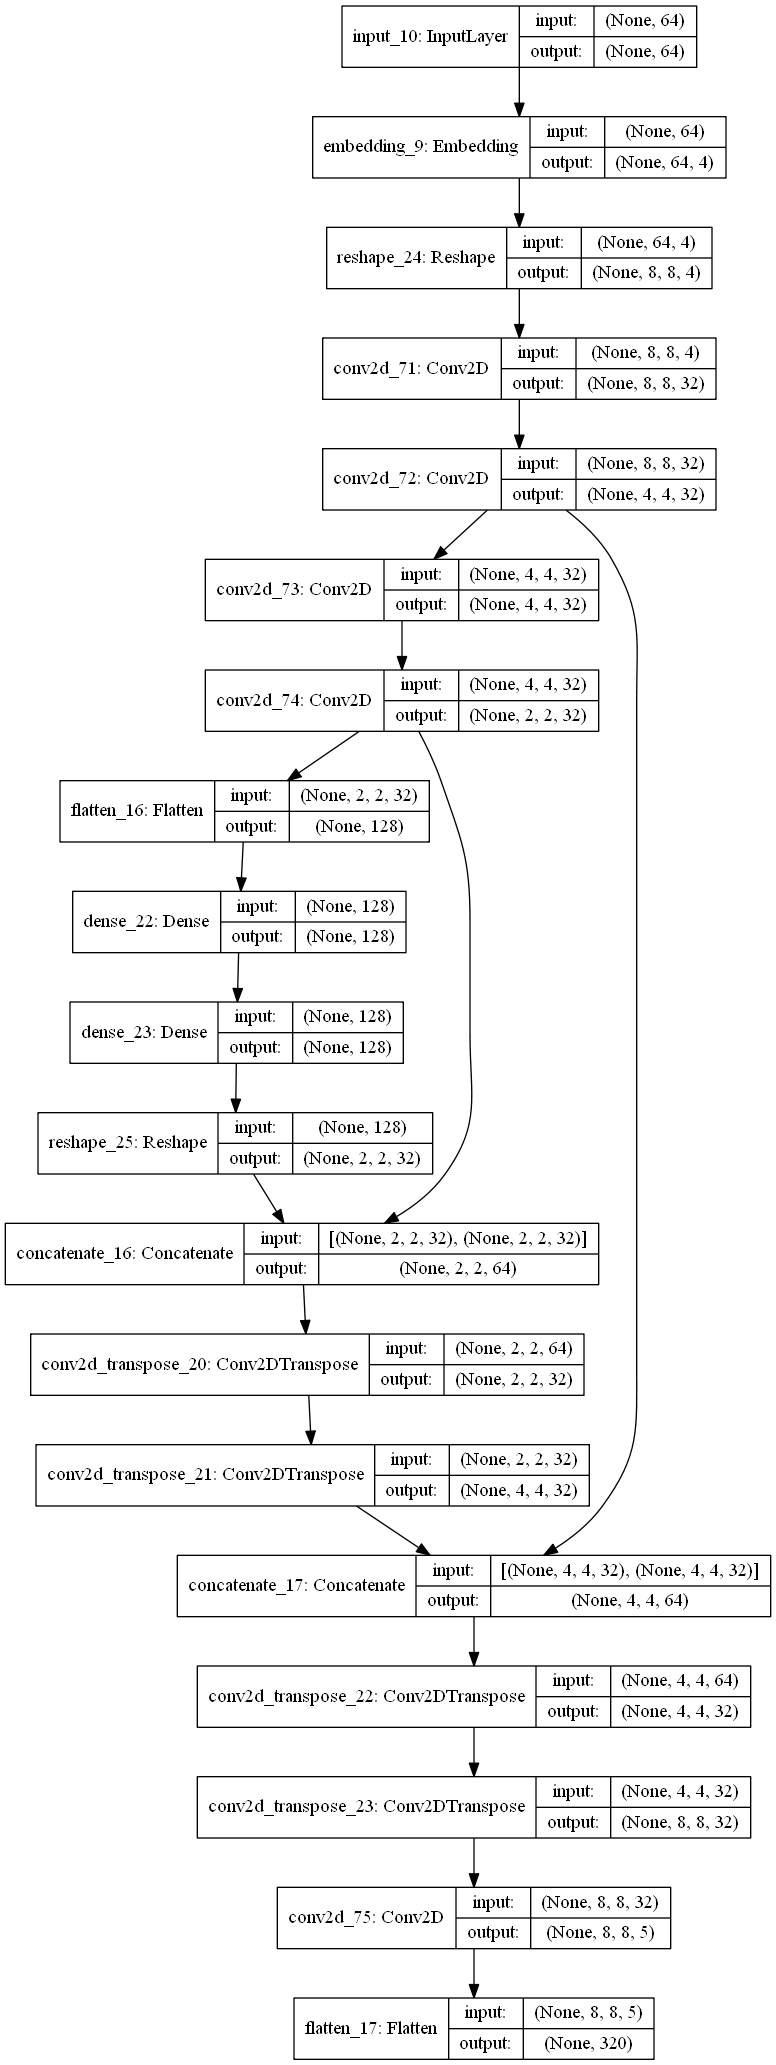 input_10: InputLayer
input: (None, 64)
output: (None, 64)
embedding_9: Embedding
input: (None, 64)
output: (None, 64, 4)
reshape_24: Reshape
input: (None, 64, 4)
output: (None, 8, 8, 4)
conv2d_71: Conv2D
input: (None, 8, 8, 4)
output: (None, 8, 8, 32)
conv2d_72: Conv2D
input: (None, 8, 8, 32)
output: (None, 4, 4, 32)
conv2d_73: Conv2D
input: (None, 4, 4, 32)
output: (None, 4, 4, 32)
conv2d_74: Conv2D
input: (None, 4, 4, 32)
output: (None, 2, 2, 32)
flatten_16: Flatten
input: (None, 2, 2, 32)
output: (None, 128)
dense_22: Dense
input: (None, 128)
output: (None, 128)
dense_23: Dense
input: (None, 128)
output: (None, 128)
reshape_25: Reshape
input: (None, 128)
output: (None, 2, 2, 32)
concatenate_16: Concatenate
input: [(None, 2, 2, 32), (None, 2, 2, 32)]
output: (None, 2, 2, 64)
conv2d_transpose_20: Conv2DTranspose
input: (None, 2, 2, 64)
output: (None, 2, 2, 32)
conv2d_transpose_21: Conv2DTranspose
input: (None, 2, 2, 32)
output: (None, 4, 4, 32)
concatenate_17: Concatenate
input: [(None, 4, 4, 32), (None, 4, 4, 32)]
output: (None, 4, 4, 64)
conv2d_transpose_22: Conv2DTranspose
input: (None, 4, 4, 64)
output: (None, 4, 4, 32)
conv2d_transpose_23: Conv2DTranspose
input: (None, 4, 4, 32)
output: (None, 8, 8, 32)
conv2d_75: Conv2D
input: (None, 8, 8, 32)
output: (None, 8, 8, 5)
flatten_17: Flatten
input: (None, 8, 8, 5)
output: (None, 320)